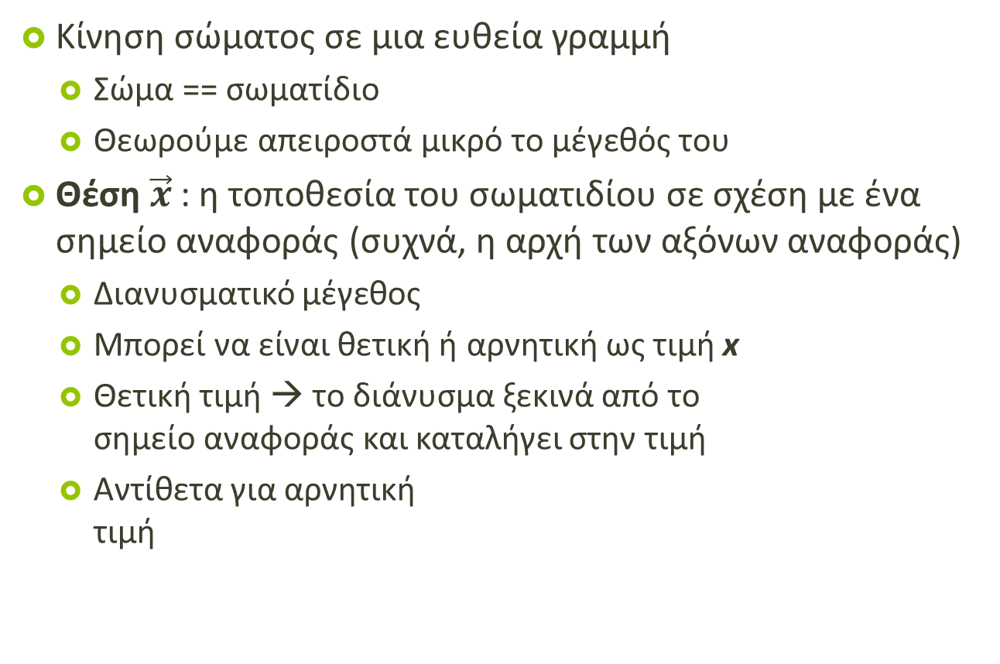 Κίνηση σώματος σε μια ευθεία γραμμή
Σώμα == σωματίδιο
Θεωρούμε απειροστά μικρό το μέγεθός του
Θέση x⃗ : η τοποθεσία του σωματιδίου σε σχέση με ένα
σημείο αναφοράς (συχνά, η αρχή των αξόνων αναφοράς)
Διανυσματικό μέγεθος
Μπορεί να είναι θετική ή αρνητική ως τιμή x
Θετική τιμή → το διάνυσμα ξεκινά από το
σημείο αναφοράς και καταλήγει στην τιμή
Αντίθετα για αρνητική
τιμή